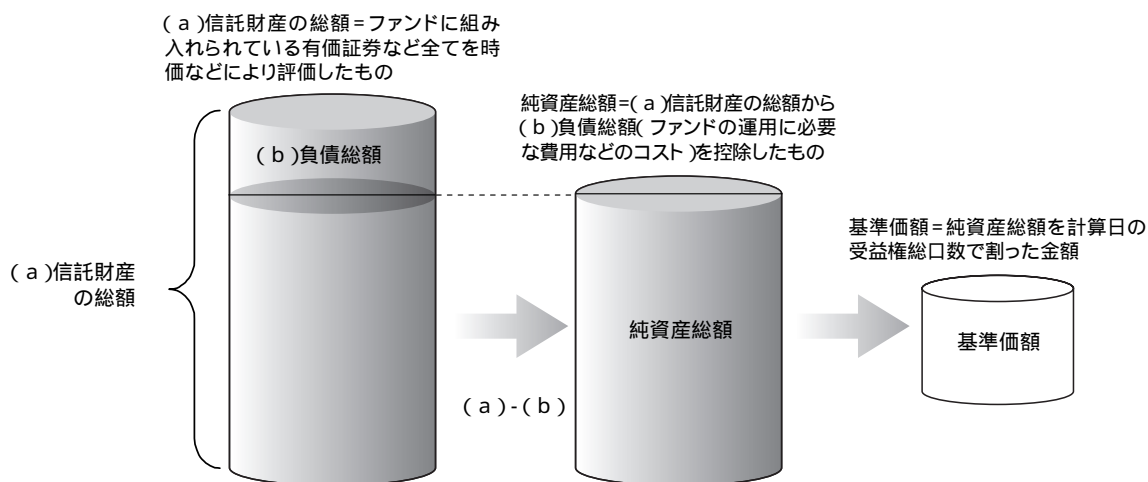 (a)信託財産の総額=ファンドに組み
入れられている有価証券など全てを時
価などにより評価したもの
(b)負債総額
(a)信託財産
の総額
純資産総額=(a)信託財産の総額から
(b)負債総額(ファンドの運用に必要
な費用などのコスト)を控除したもの
純資産総額
(a)-(b)
基準価額=純資産総額を計算日の
受益権総口数で割った金額
基準価額